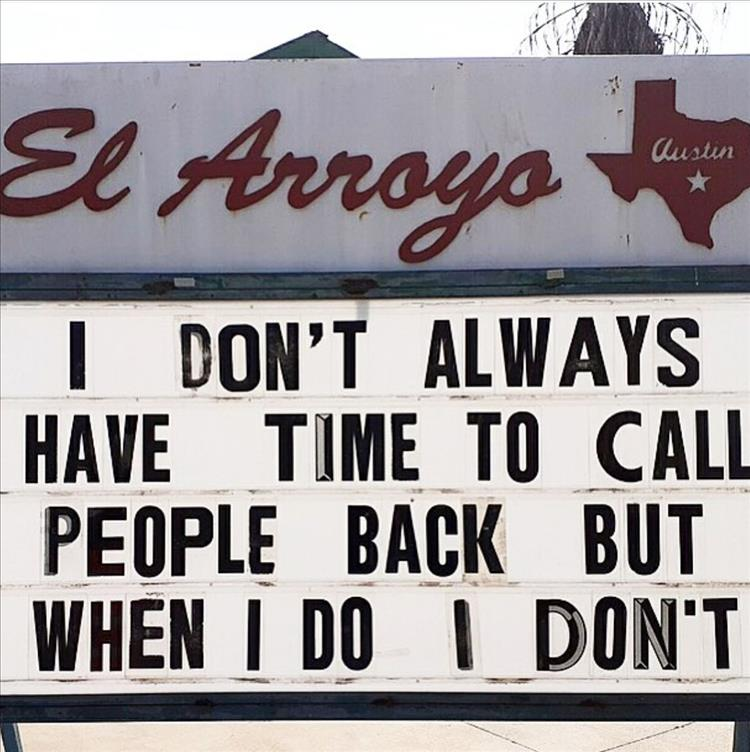 El Arroyo
Austin
I DON'T ALWAYS
HAVE TIME TO CALL
PEOPLE BACK BUT
WHEN I DO I DON'T